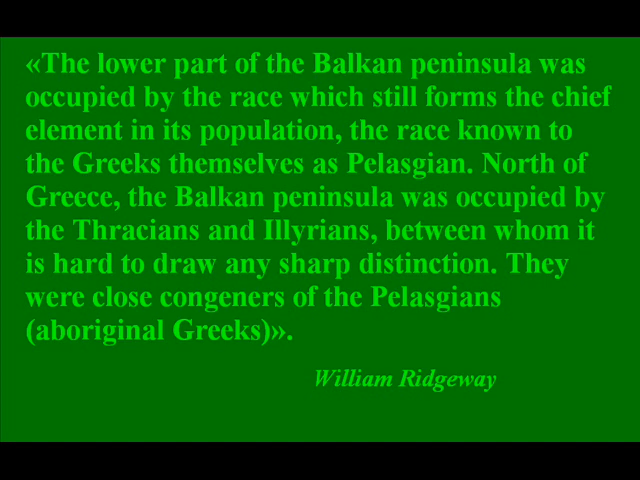 «The lower part of the Balkan peninsula was
occupied by the race which still forms the chief
element in its population, the race known to
the Greeks themselves as Pelasgian. North of
Greece, the Balkan peninsula was occupied by
the Thracians and Illyrians, between whom it
is hard to draw any sharp distinction. They
were close congeners of the Pelasgians
(aboriginal Greeks)».
William Ridgeway